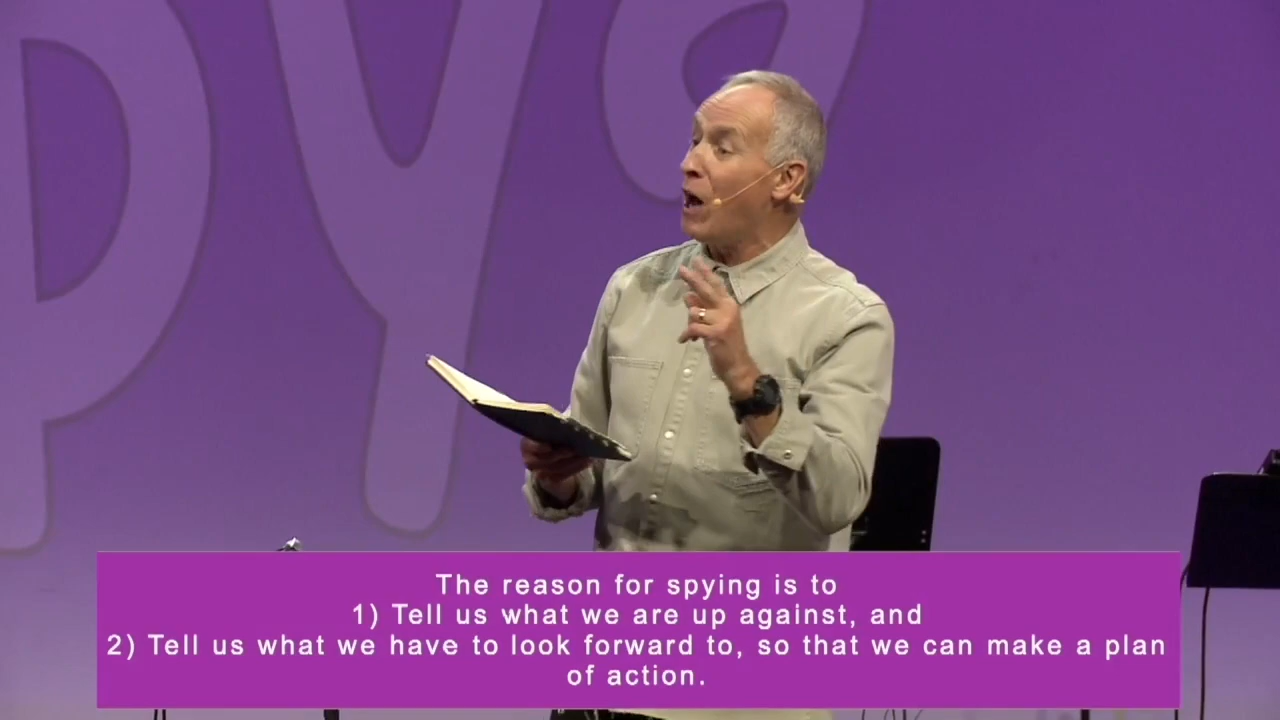 py
The reason for spying is to
1) Tell us what we are up against, and
2) Tell us what we have to look forward to, so that we can make a plan
of action.